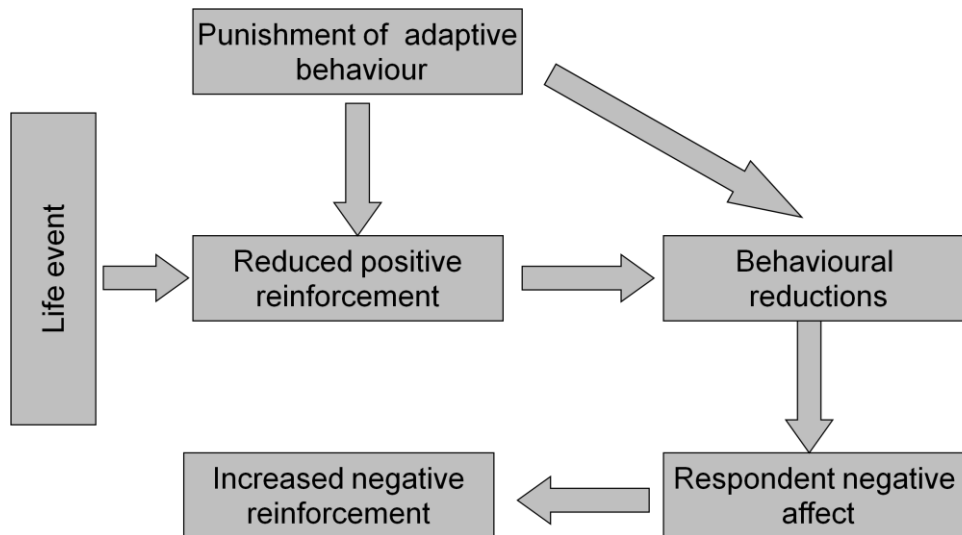 Punishment of adaptive
behaviour
Life event
Reduced positive
reinforcement
Behavioural
reductions
Increased negative
reinforcement
Respondent negative
affect